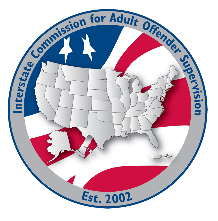 Interstate Commission for Adult Offender Supervision
Est. 2002